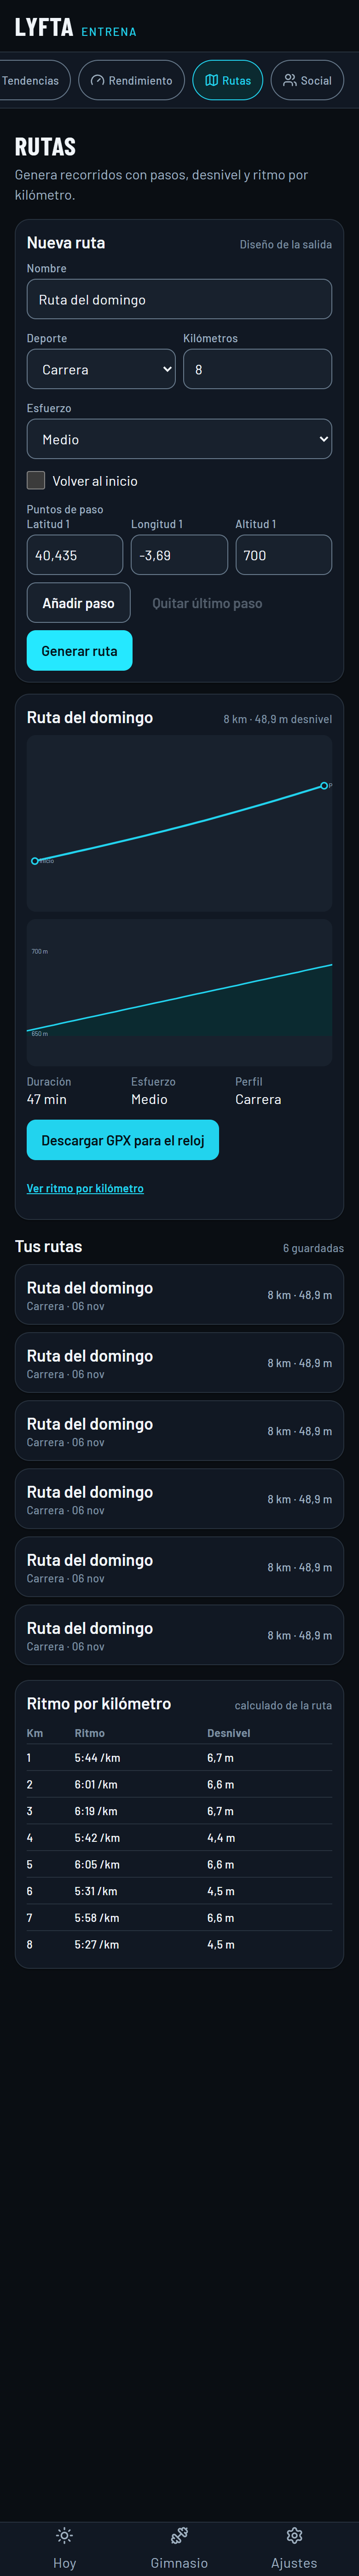 LYFTA ENTRENA
Tendencias Rendimiento Rutas Social
RUTAS
Genera recorridos con pasos, desnivel y ritmo por
kilómetro.
Nueva ruta Diseño de la salida
Nombre
Ruta del domingo
Deporte Kilómetros
Carrera 8
Esfuerzo
Medio
Volver al inicio
Puntos de paso
Latitud 1 Longitud 1 Altitud 1
40,435 -3,69 700
Añadir paso Quitar último paso
Generar ruta
Ruta del domingo 8 km · 48,9 m desnivel
P
700 m
650 m
Duración Esfuerzo Perfil
47 min Medio Carrera
Descargar GPX para el reloj
Ver ritmo por kilómetro
Tus rutas 6 guardadas
Ruta del domingo 8 km · 48,9 m
Carrera · 06 nov
Ruta del domingo 8 km · 48,9 m
Carrera · 06 nov
Ruta del domingo 8 km · 48,9 m
Carrera · 06 nov
Ruta del domingo 8 km · 48,9 m
Carrera · 06 nov
Ruta del domingo 8 km · 48,9 m
Carrera · 06 nov
Ruta del domingo 8 km · 48,9 m
Carrera · 06 nov
Ritmo por kilómetro calculado de la ruta
Km Ritmo Desnivel
1 5:44 /km 6,7 m
2 6:01 /km 6,6 m
3 6:19 /km 6,7 m
4 5:42 /km 4,4 m
5 6:05 /km 6,6 m
6 5:31 /km 4,5 m
7 5:58 /km 6,6 m
8 5:27 /km 4,5 m
Hoy Gimnasio Ajustes